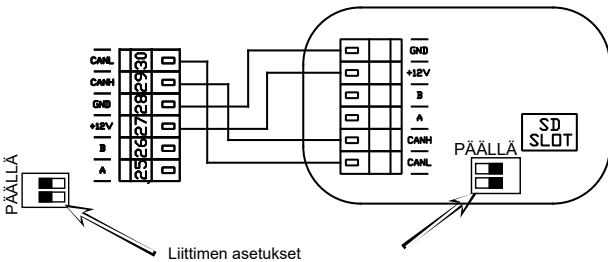 CANL 30
CANH 29
GND 28
+12V 27
B 26
A 25
GND
+12V
B
A
CANH
CANL
SD
SLOT
PÄÄLLÄ
PÄÄLLÄ
Liittimen asetukset